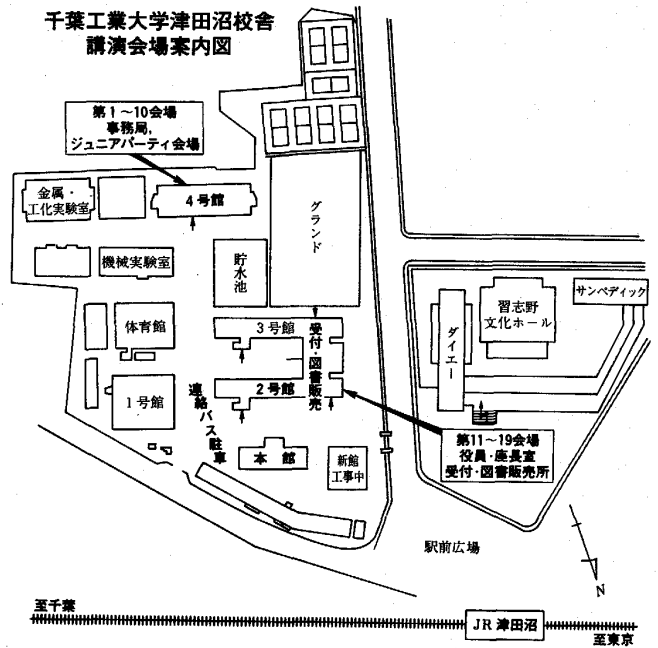 千葉工業大学津田沼校舎
講演会場案内図
第1～10会場
事務局,
ジュニアパーティ会場
金属・
工化実験室
4号館
グランド
機械実験室
貯水池
体育館
3号館
受付・図書販売
1号館
2号館
連絡バス駐車
本館
新館
工事中
ダイエー
習志野
文化ホール
サンペディック
第11～19会場
役員・座長室
受付・図書販売所
駅前広場
N
至千葉
JR津田沼
至東京